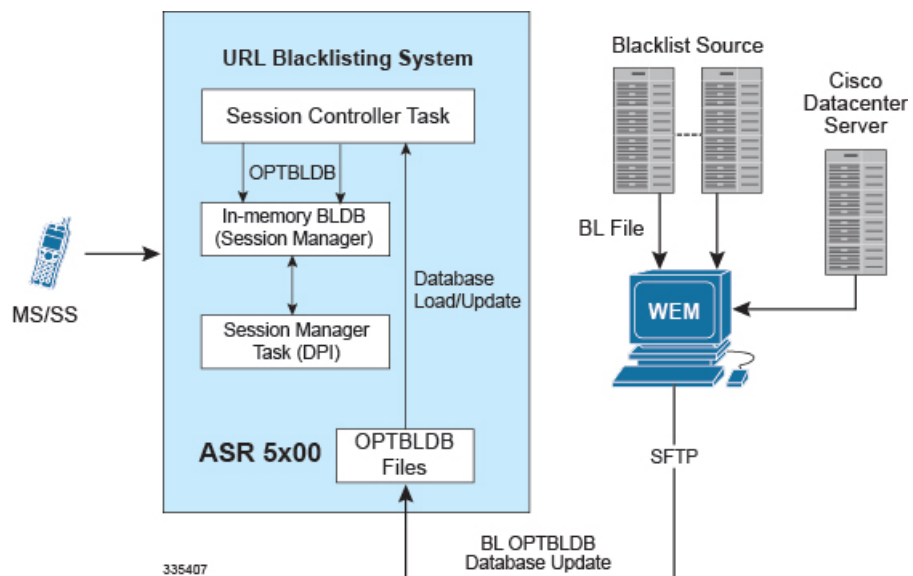 URL Blacklisting System
Session Controller Task
OPTBLDB
In-memory BLDB
(Session Manager)
Database
Load/Update
Session Manager
Task (DPI)
ASR 5x00
OPTBLDB
Files
MS/SS
Blacklist Source
Cisco
Datacenter
Server
BL File
WEM
SFTP
BL OPTBLDB
Database Update
335407